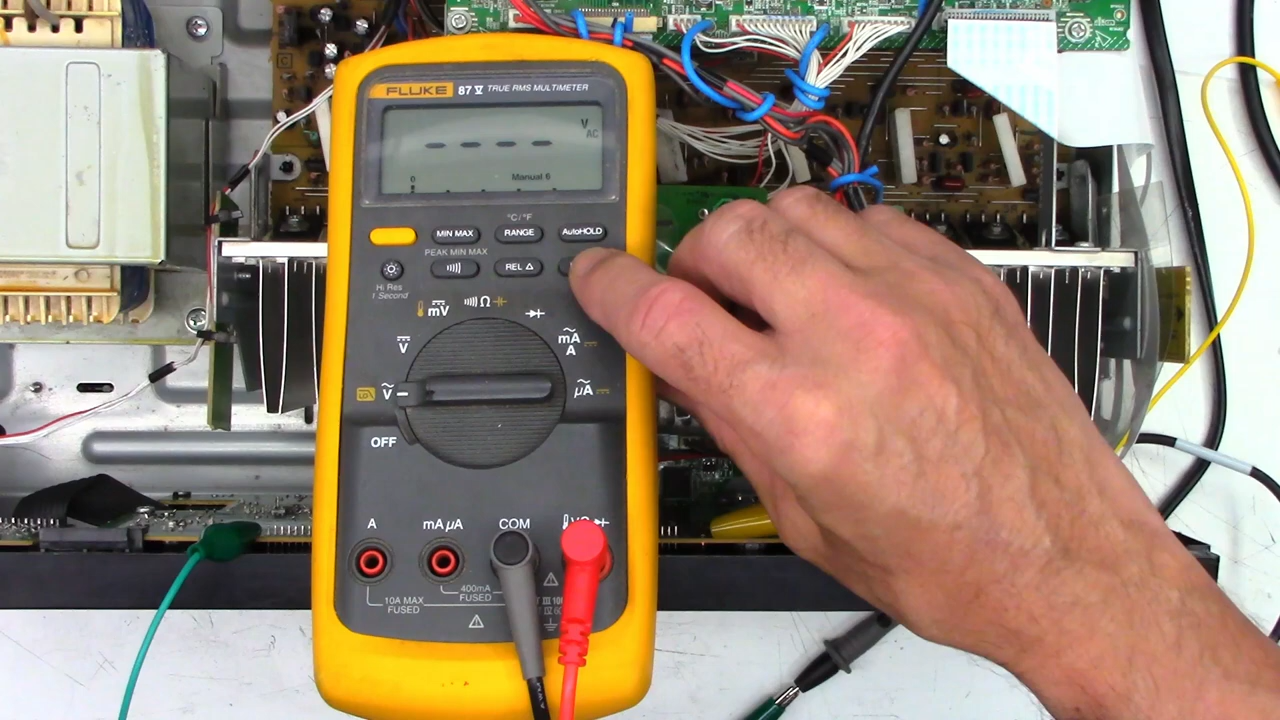 FLUKE 87 V TRUE RMS MULTIMETER
V
AC
- - - -
0
Manual 6
°C/°F
MIN MAX RANGE AutoHOLD
PEAK MIN MAX
REL Δ
Hi Res
1 Second
mV Ω
V
mA
A
V
µA
OFF
A mA µA COM
400mA
FUSED
10A MAX
FUSED